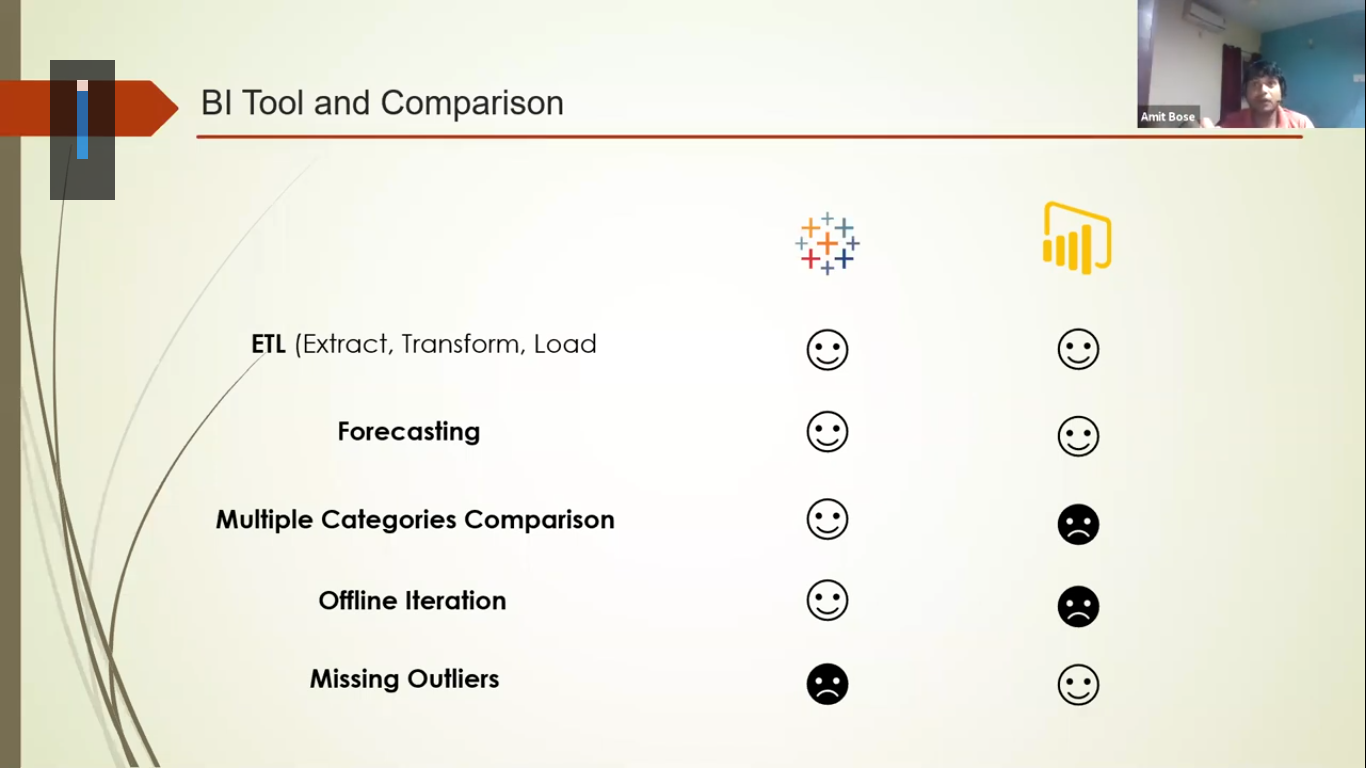 BI Tool and Comparison
Amit Bose
ETL (Extract, Transform, Load
Forecasting
Multiple Categories Comparison
Offline Iteration
Missing Outliers